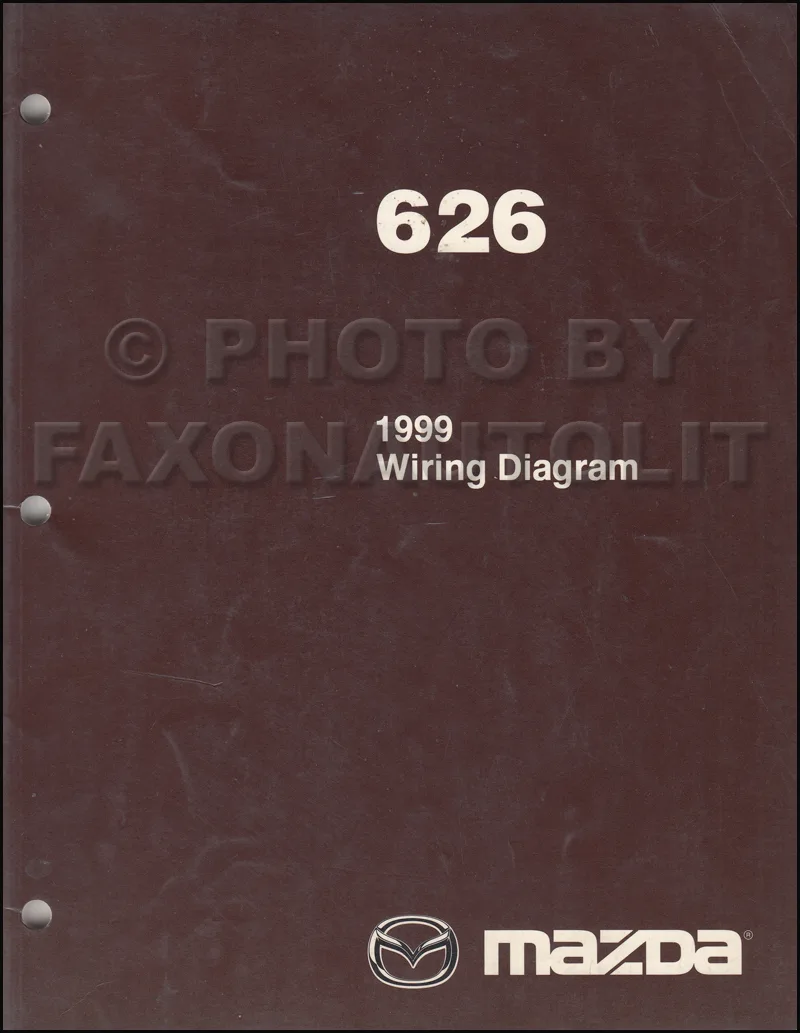 626
© PHOTO BY
FAXONAUTOLIT
1999
Wiring Diagram
mazda®